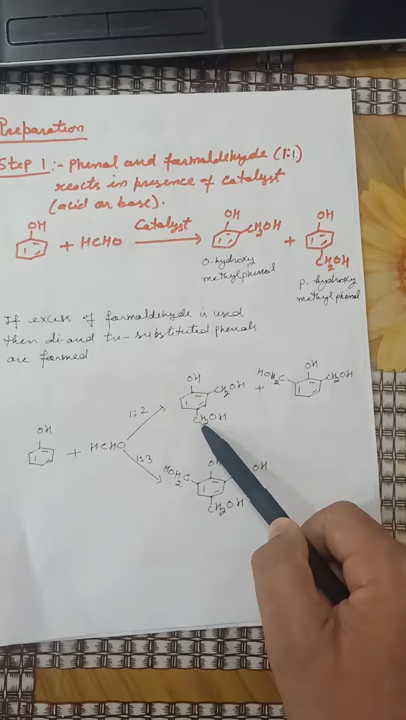 Preparation
Step 1 :- Phenol and formaldehyde (1:1)
reacts in presence of catalyst
(acid or base).
OH
+ HCHO
Catalyst
OH
CH2OH
+
OH
CH2OH
O-hydroxy
methylphenol
p-hydroxy
methylphenol
If excess of formaldehyde is used
then di-and tri-substituted phenols
are formed
OH
+ HCHO
1:2
OH
CH2OH
CH2OH
+
HOH2C
OH
CH2OH
1:3
HOH2C
OH
OH
CH2OH